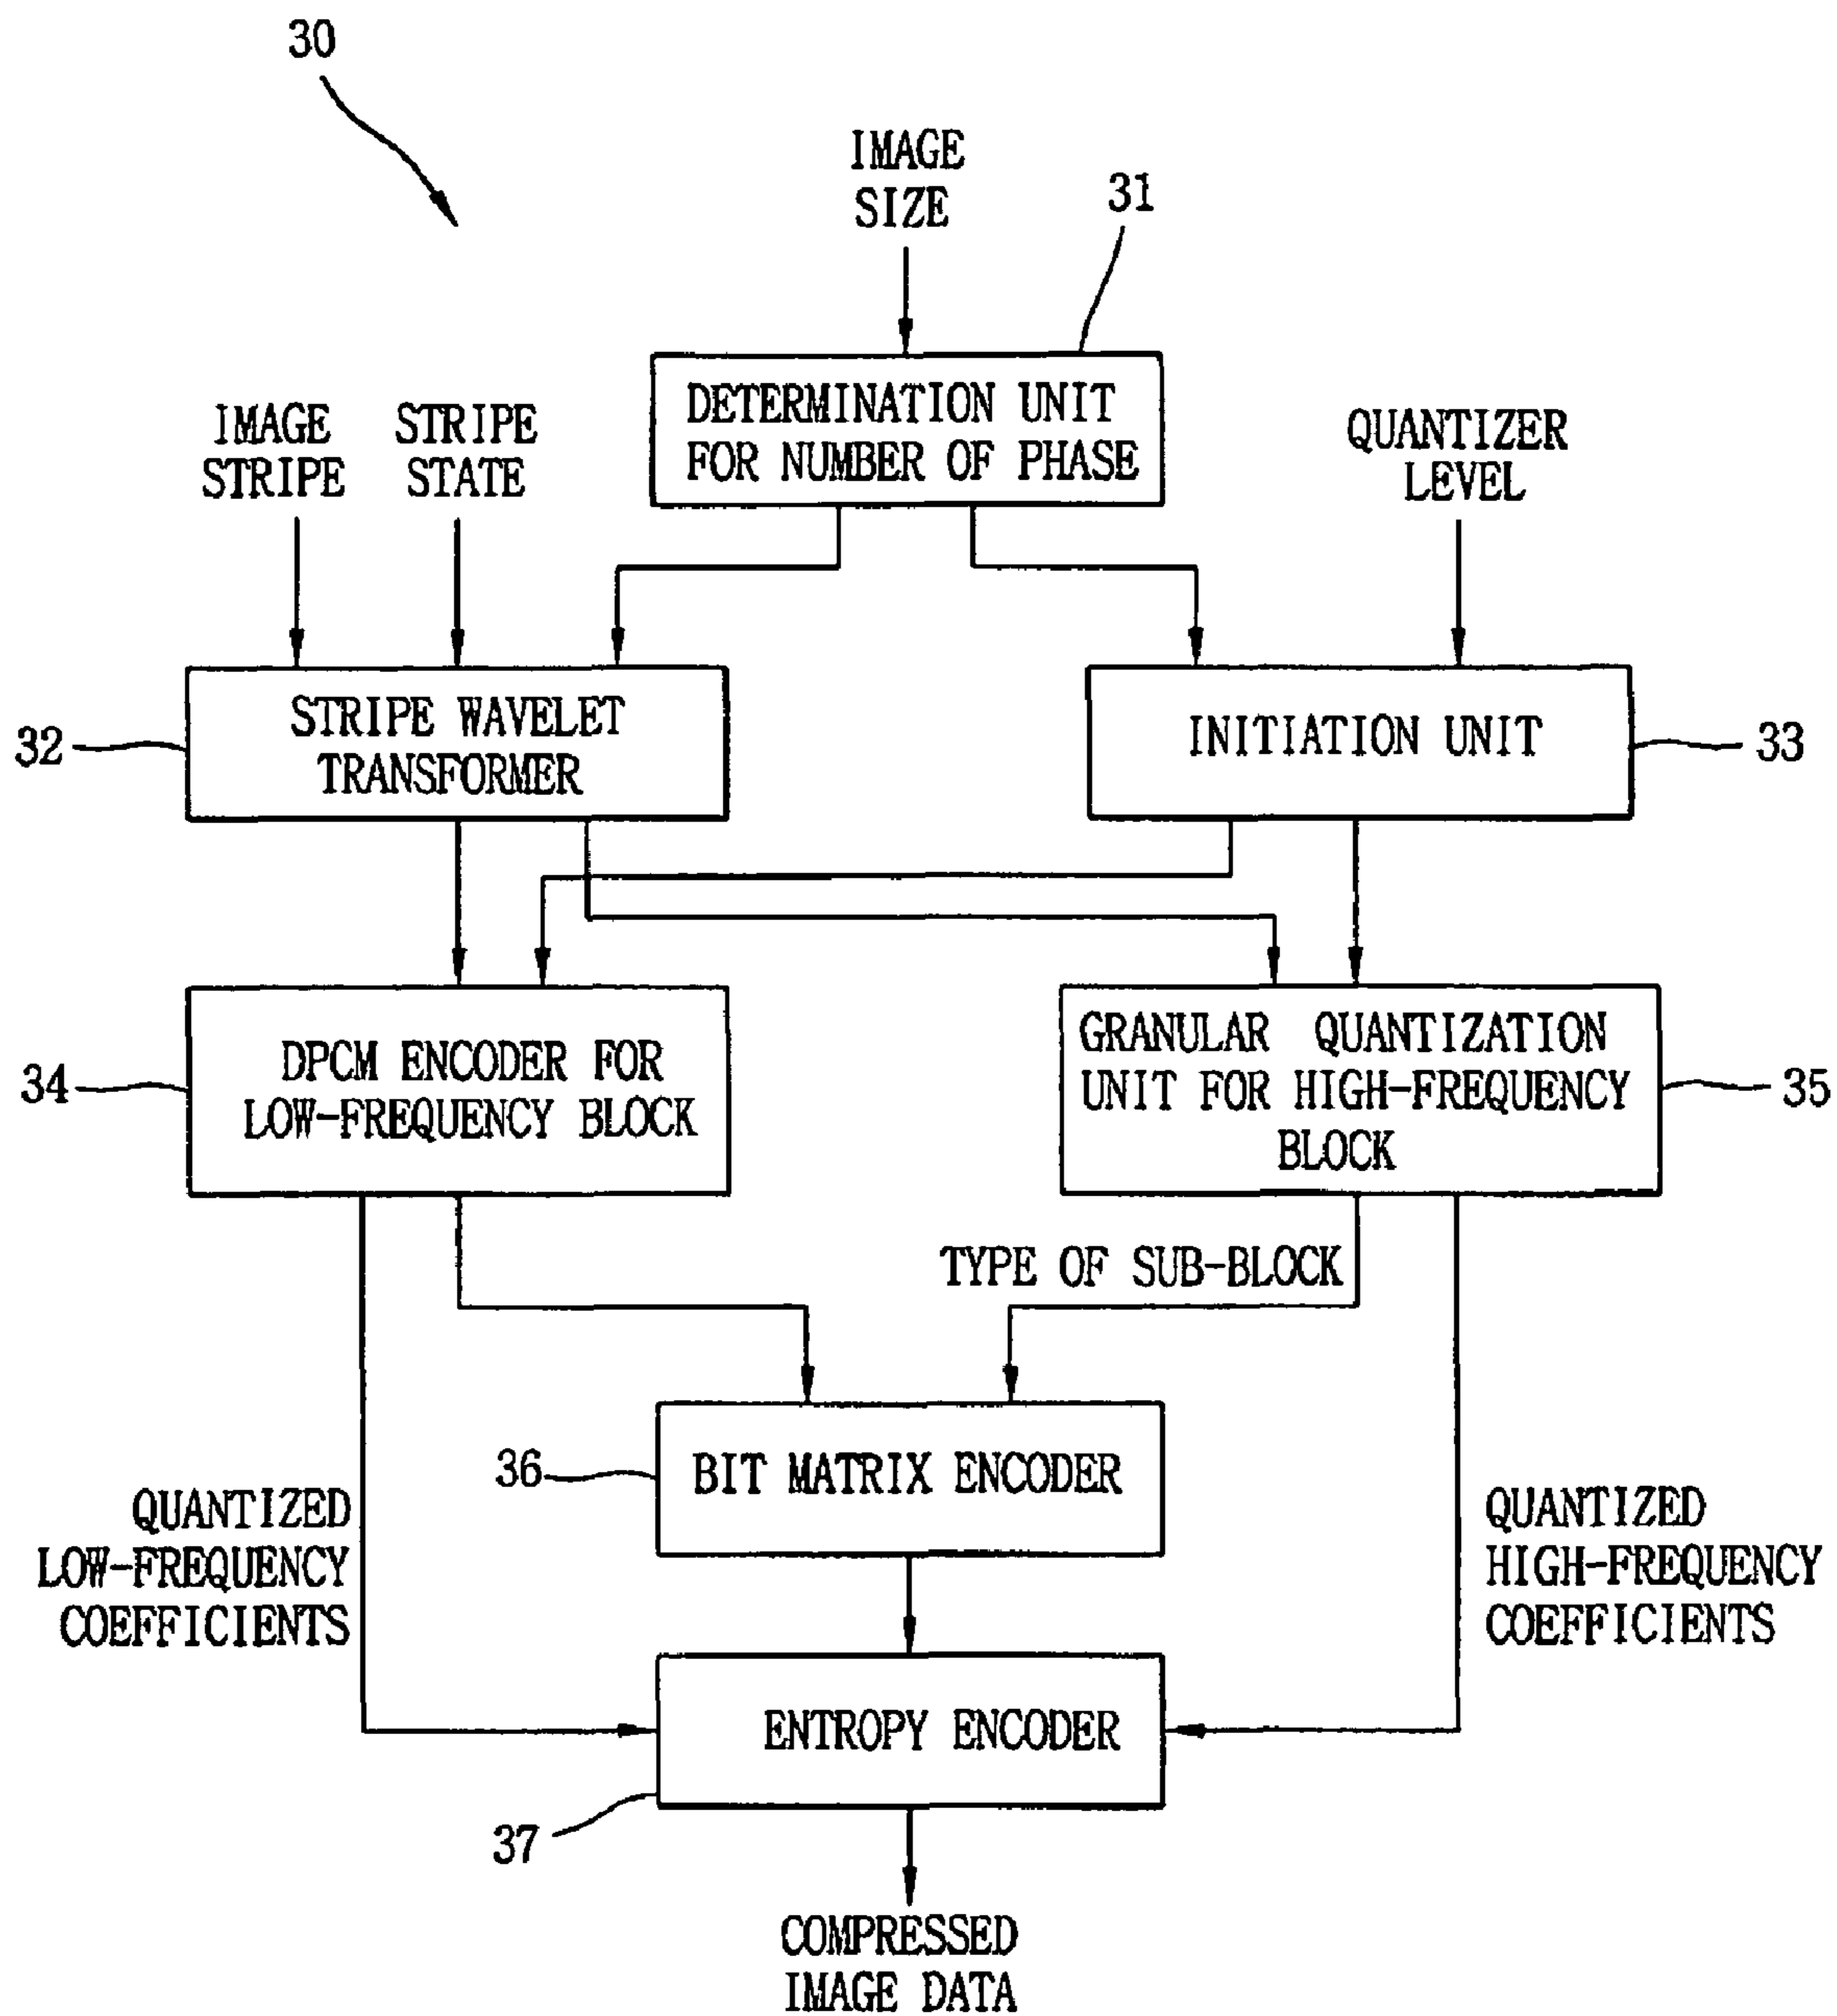 30
IMAGE
SIZE
31
DETERMINATION UNIT
FOR NUMBER OF PHASE
IMAGE
STRIPE
STRIPE
STATE
QUANTIZER
LEVEL
32
STRIPE WAVELET
TRANSFORMER
INITIATION UNIT
33
34
DPCM ENCODER FOR
LOW-FREQUENCY BLOCK
GRANULAR QUANTIZATION
UNIT FOR HIGH-FREQUENCY
BLOCK
35
TYPE OF SUB-BLOCK
36
BIT MATRIX ENCODER
QUANTIZED
LOW-FREQUENCY
COEFFICIENTS
QUANTIZED
HIGH-FREQUENCY
COEFFICIENTS
ENTROPY ENCODER
37
COMPRESSED
IMAGE DATA